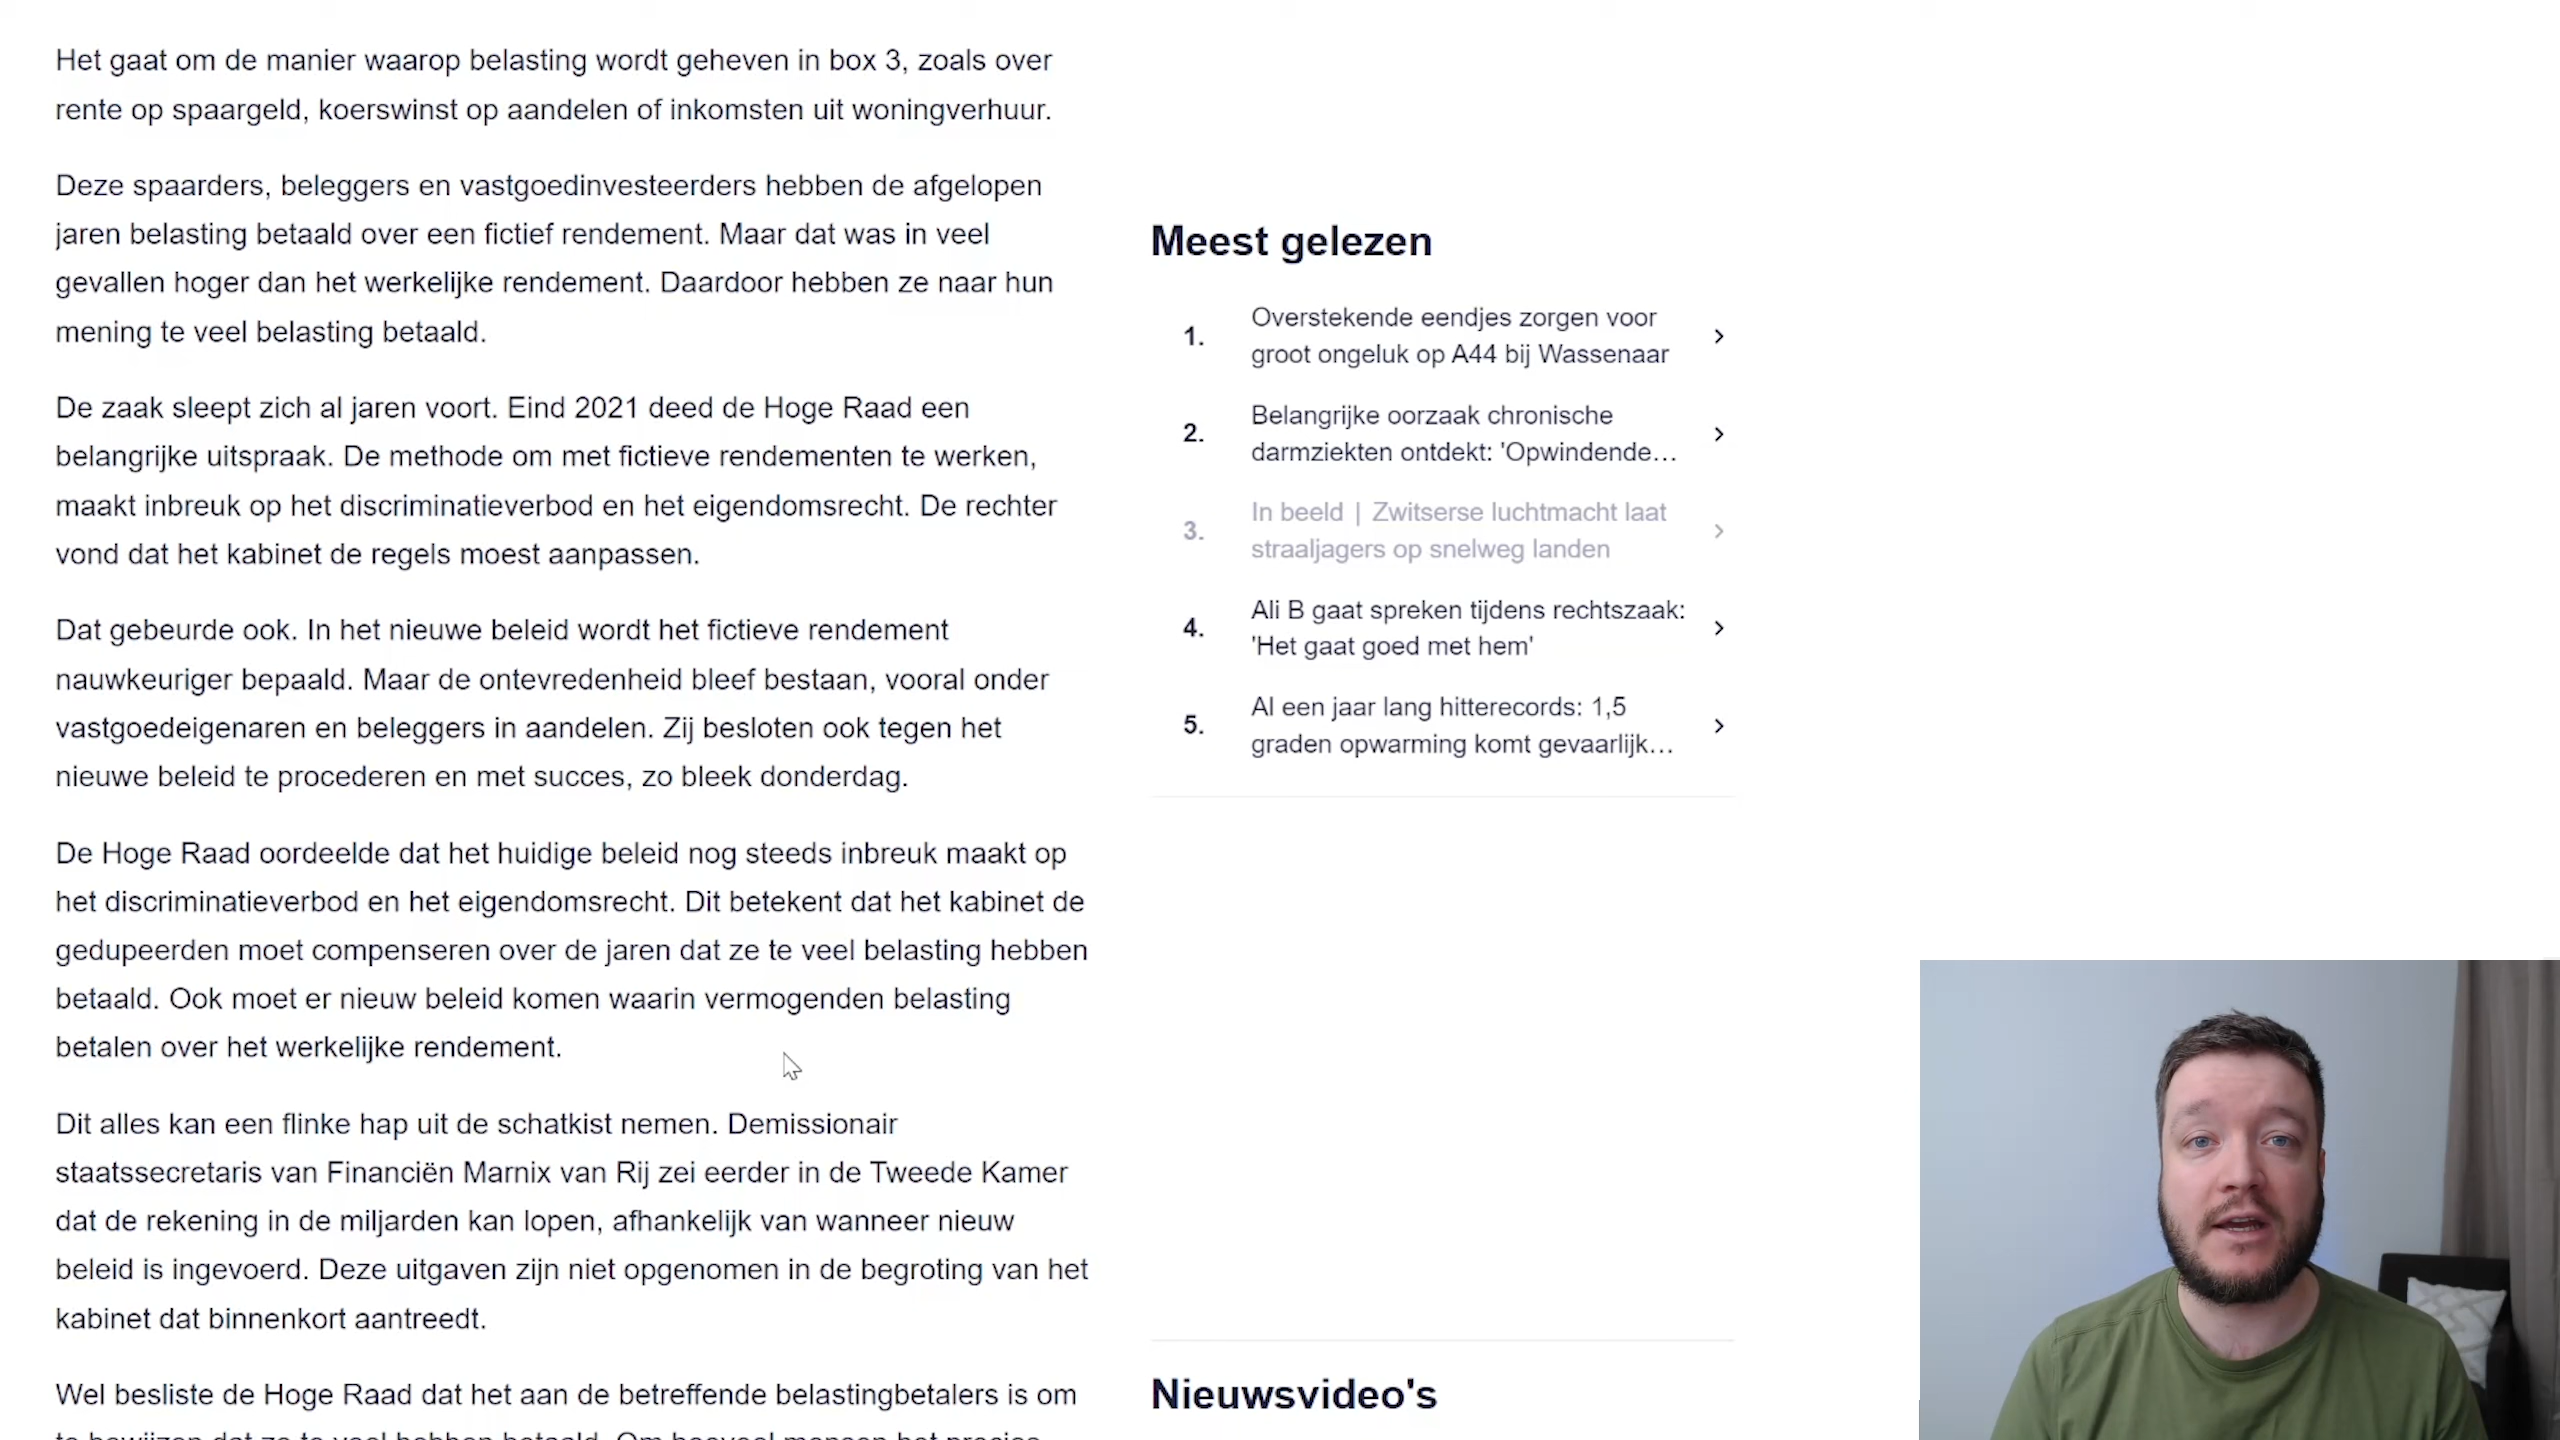 Het gaat om de manier waarop belasting wordt geheven in box 3, zoals over
rente op spaargeld, koerswinst op aandelen of inkomsten uit woningverhuur.
Deze spaarders, beleggers en vastgoedinvesteerders hebben de afgelopen
jaren belasting betaald over een fictief rendement. Maar dat was in veel
gevallen hoger dan het werkelijke rendement. Daardoor hebben ze naar hun
mening te veel belasting betaald.
De zaak sleept zich al jaren voort. Eind 2021 deed de Hoge Raad een
belangrijke uitspraak. De methode om met fictieve rendementen te werken,
maakt inbreuk op het discriminatieverbod en het eigendomsrecht. De rechter
vond dat het kabinet de regels moest aanpassen.
Dat gebeurde ook. In het nieuwe beleid wordt het fictieve rendement
nauwkeuriger bepaald. Maar de ontevredenheid bleef bestaan, vooral onder
vastgoedeigenaren en beleggers in aandelen. Zij besloten ook tegen het
nieuwe beleid te procederen en met succes, zo bleek donderdag.
De Hoge Raad oordeelde dat het huidige beleid nog steeds inbreuk maakt op
het discriminatieverbod en het eigendomsrecht. Dit betekent dat het kabinet de
gedupeerden moet compenseren over de jaren dat ze te veel belasting hebben
betaald. Ook moet er nieuw beleid komen waarin vermogenden belasting
betalen over het werkelijke rendement.
Dit alles kan een flinke hap uit de schatkist nemen. Demissionair
staatssecretaris van Financiën Marnix van Rij zei eerder in de Tweede Kamer
dat de rekening in de miljarden kan lopen, afhankelijk van wanneer nieuw
beleid is ingevoerd. Deze uitgaven zijn niet opgenomen in de begroting van het
kabinet dat binnenkort aantreedt.
Wel besliste de Hoge Raad dat het aan de betreffende belastingbetalers is om
Meest gelezen
1. Overstekende eendjes zorgen voor
groot ongeluk op A44 bij Wassenaar
2. Belangrijke oorzaak chronische
darmziekten ontdekt: 'Opwindende...
3. In beeld | Zwitserse luchtmacht laat
straaljagers op snelweg landen
4. Ali B gaat spreken tijdens rechtszaak:
'Het gaat goed met hem'
5. Al een jaar lang hitterecords: 1,5
graden opwarming komt gevaarlijk...
Nieuwsvideo's